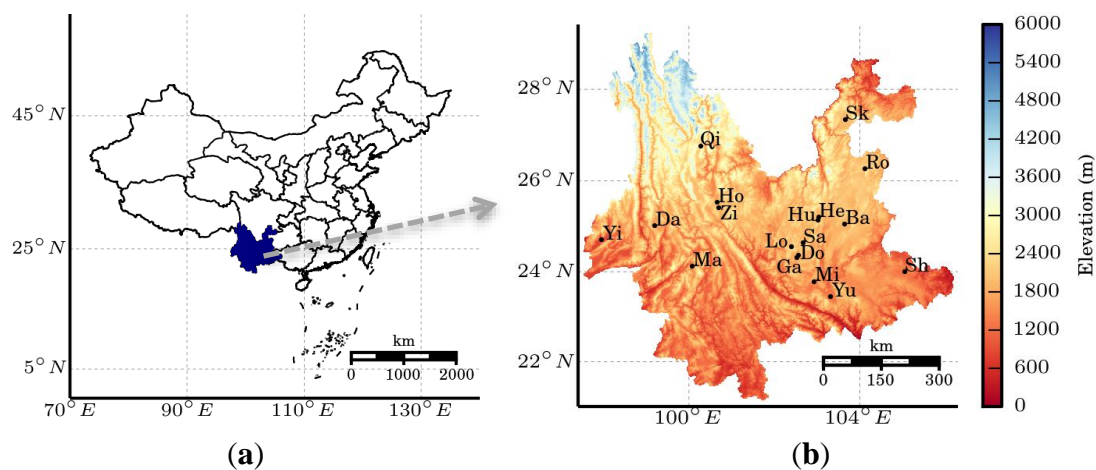 45° N
25° N
5° N
70° E
90° E
110° E
130° E
km
0 1000 2000
(a)
28° N
26° N
24° N
22° N
100° E
104° E
Sk
Qi
Ro
Ho
Zi
Hu
He
Ba
Da
Yi
Lo
Sa
Do
Ga
Ma
Mi
Sh
Yu
km
0 150 300
(b)
6000
5400
4800
4200
3600
3000
2400
1800
1200
600
0
Elevation (m)